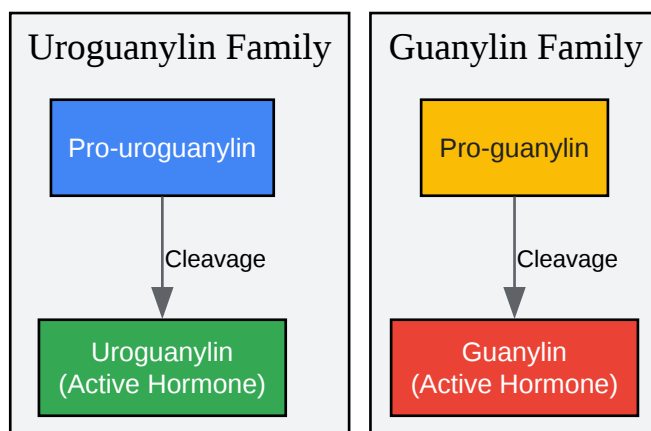 Uroguanylin Family
Pro-uroguanylin
Cleavage
Uroguanylin
(Active Hormone)
Guanylin Family
Pro-guanylin
Cleavage
Guanylin
(Active Hormone)